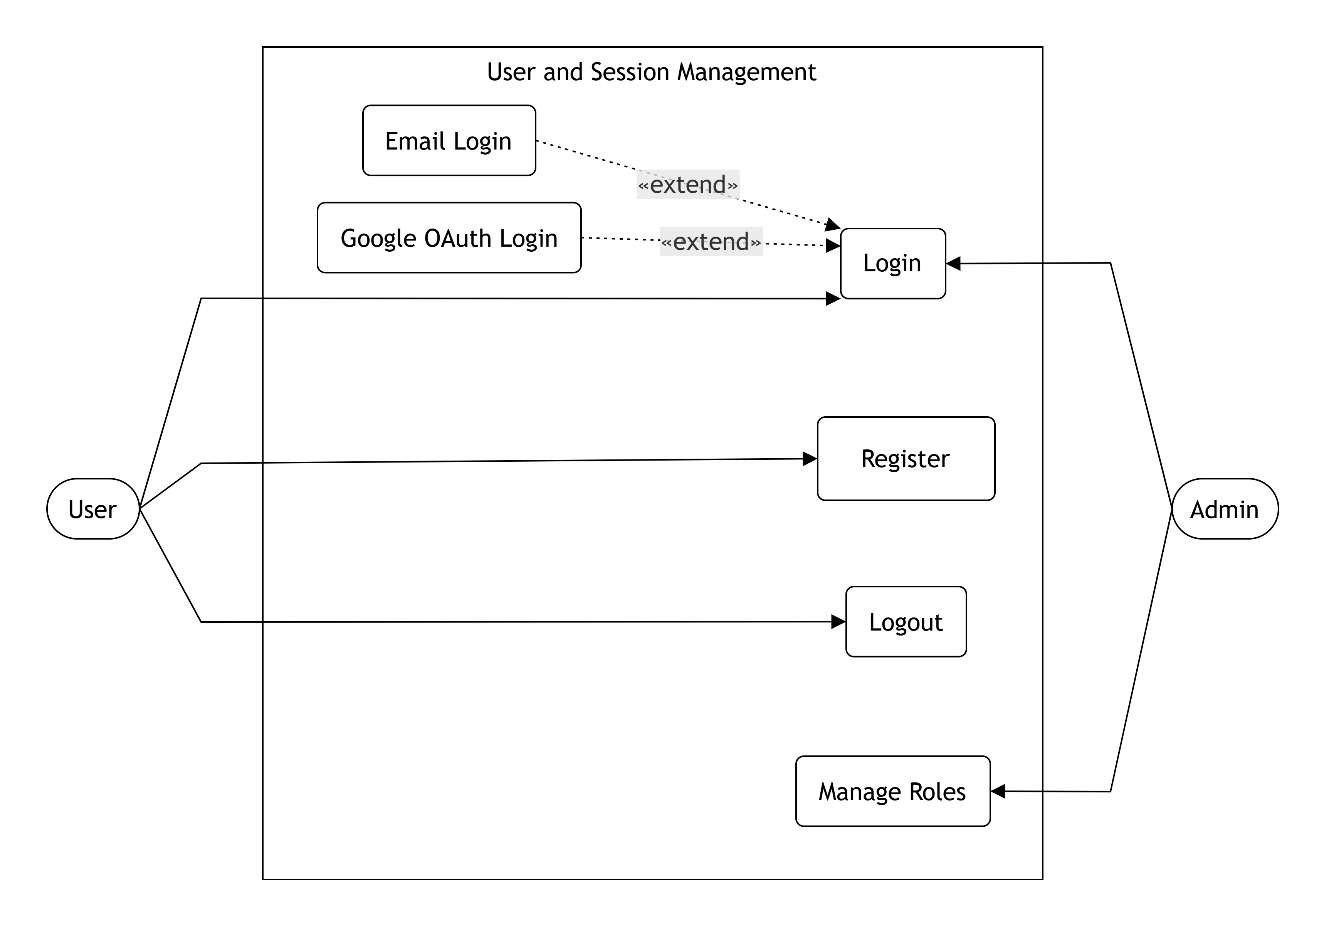 User and Session Management
Email Login
«extend»
Google OAuth Login
«extend»
Login
Register
User
Admin
Logout
Manage Roles